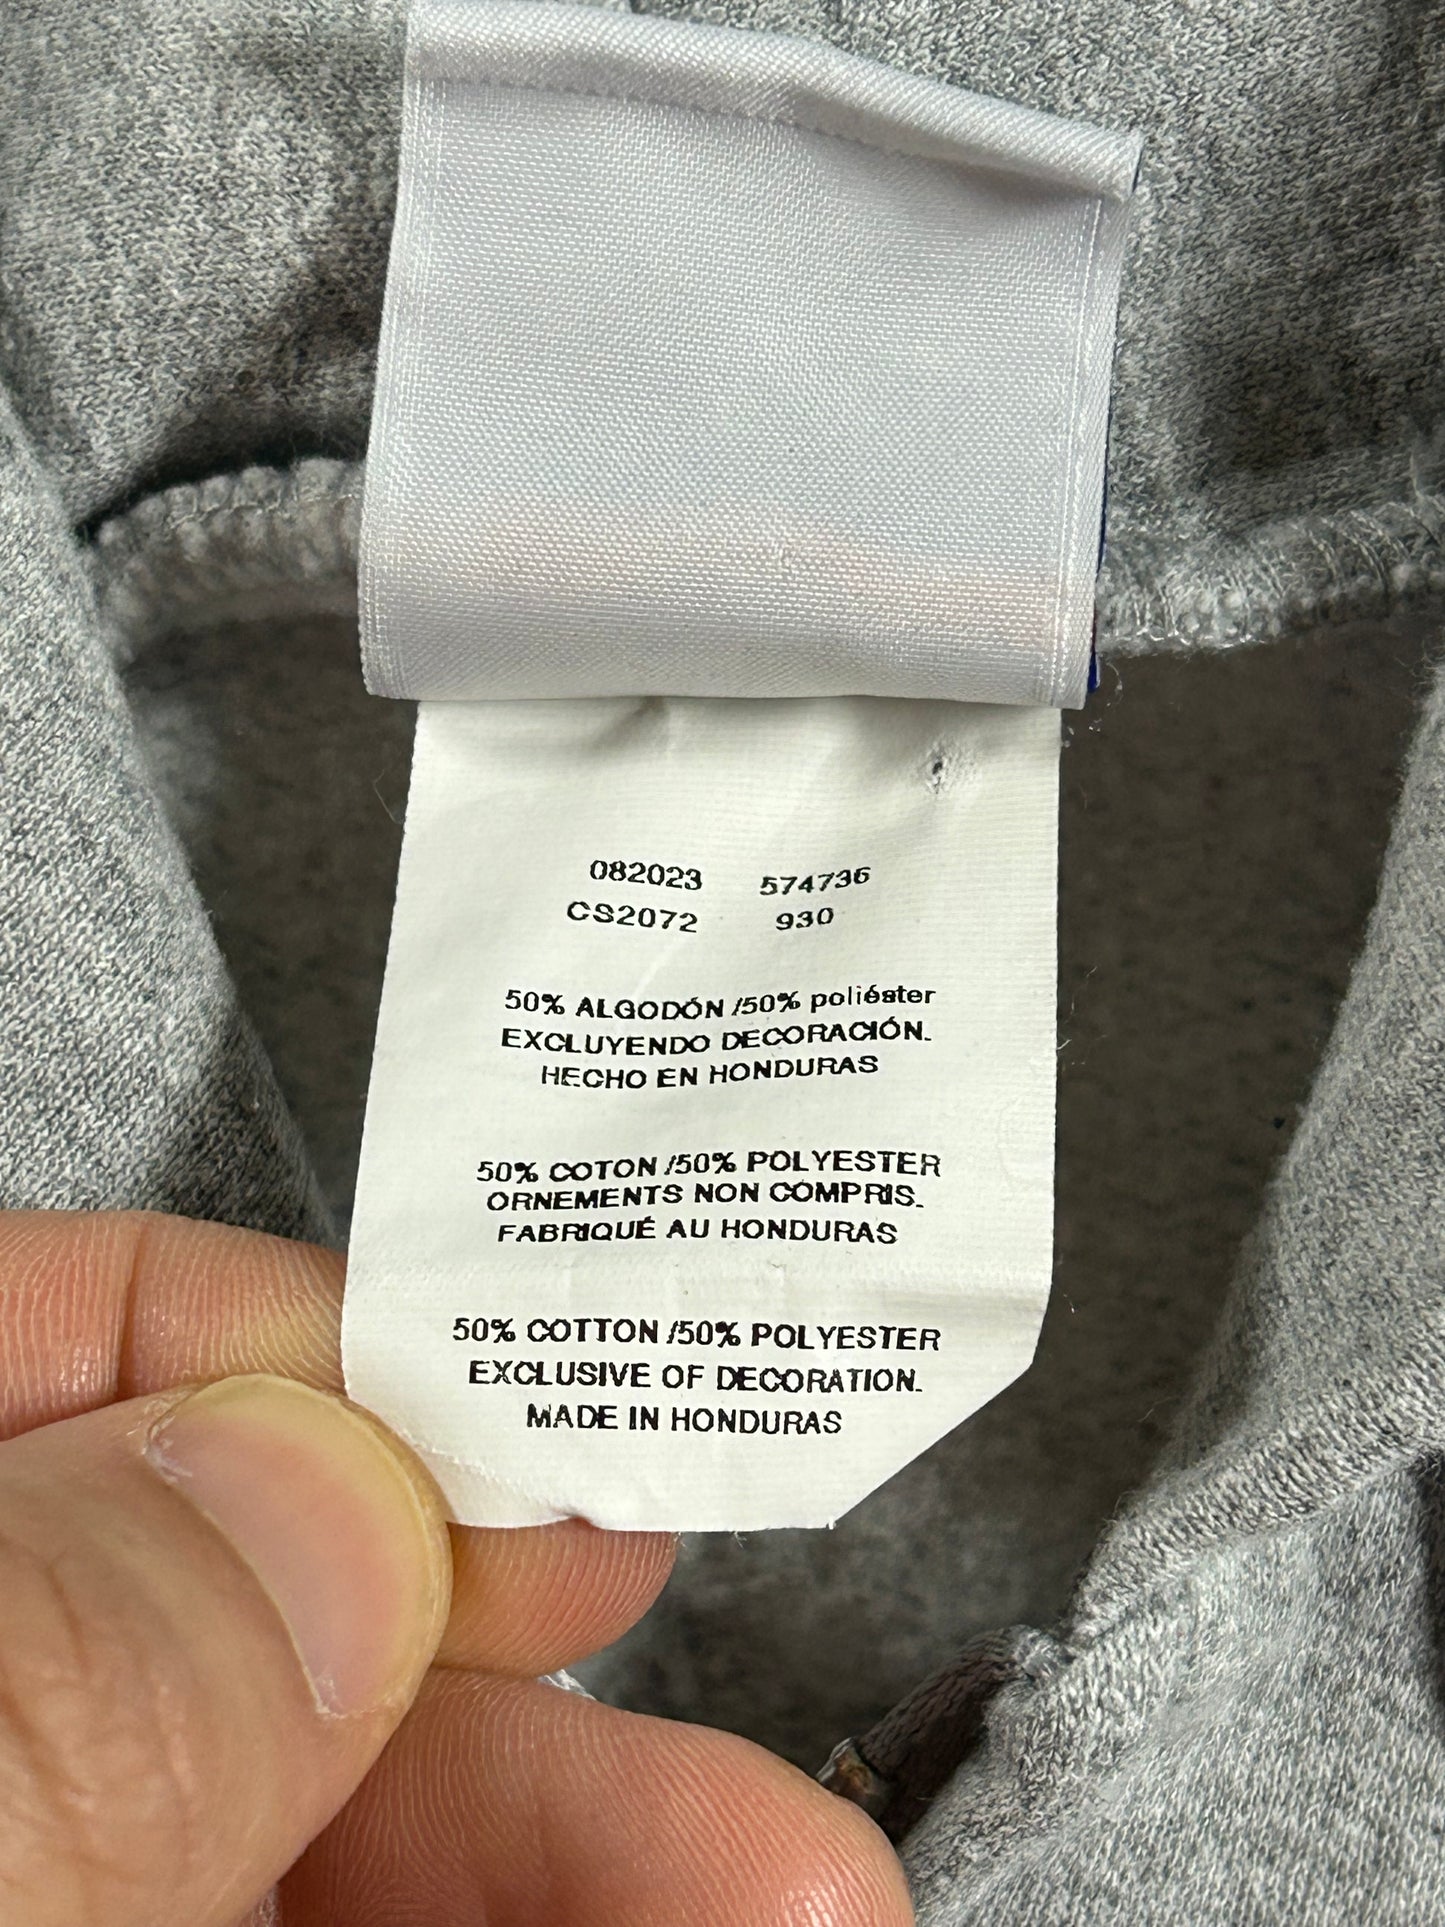 082023 574736
CS2072 930
50% ALGODÓN /50% poliéster
EXCLUYENDO DECORACIÓN.
HECHO EN HONDURAS
50% COTON /50% POLYESTER
ORNEMENTS NON COMPRIS.
FABRIQUÉ AU HONDURAS
50% COTTON /50% POLYESTER
EXCLUSIVE OF DECORATION.
MADE IN HONDURAS